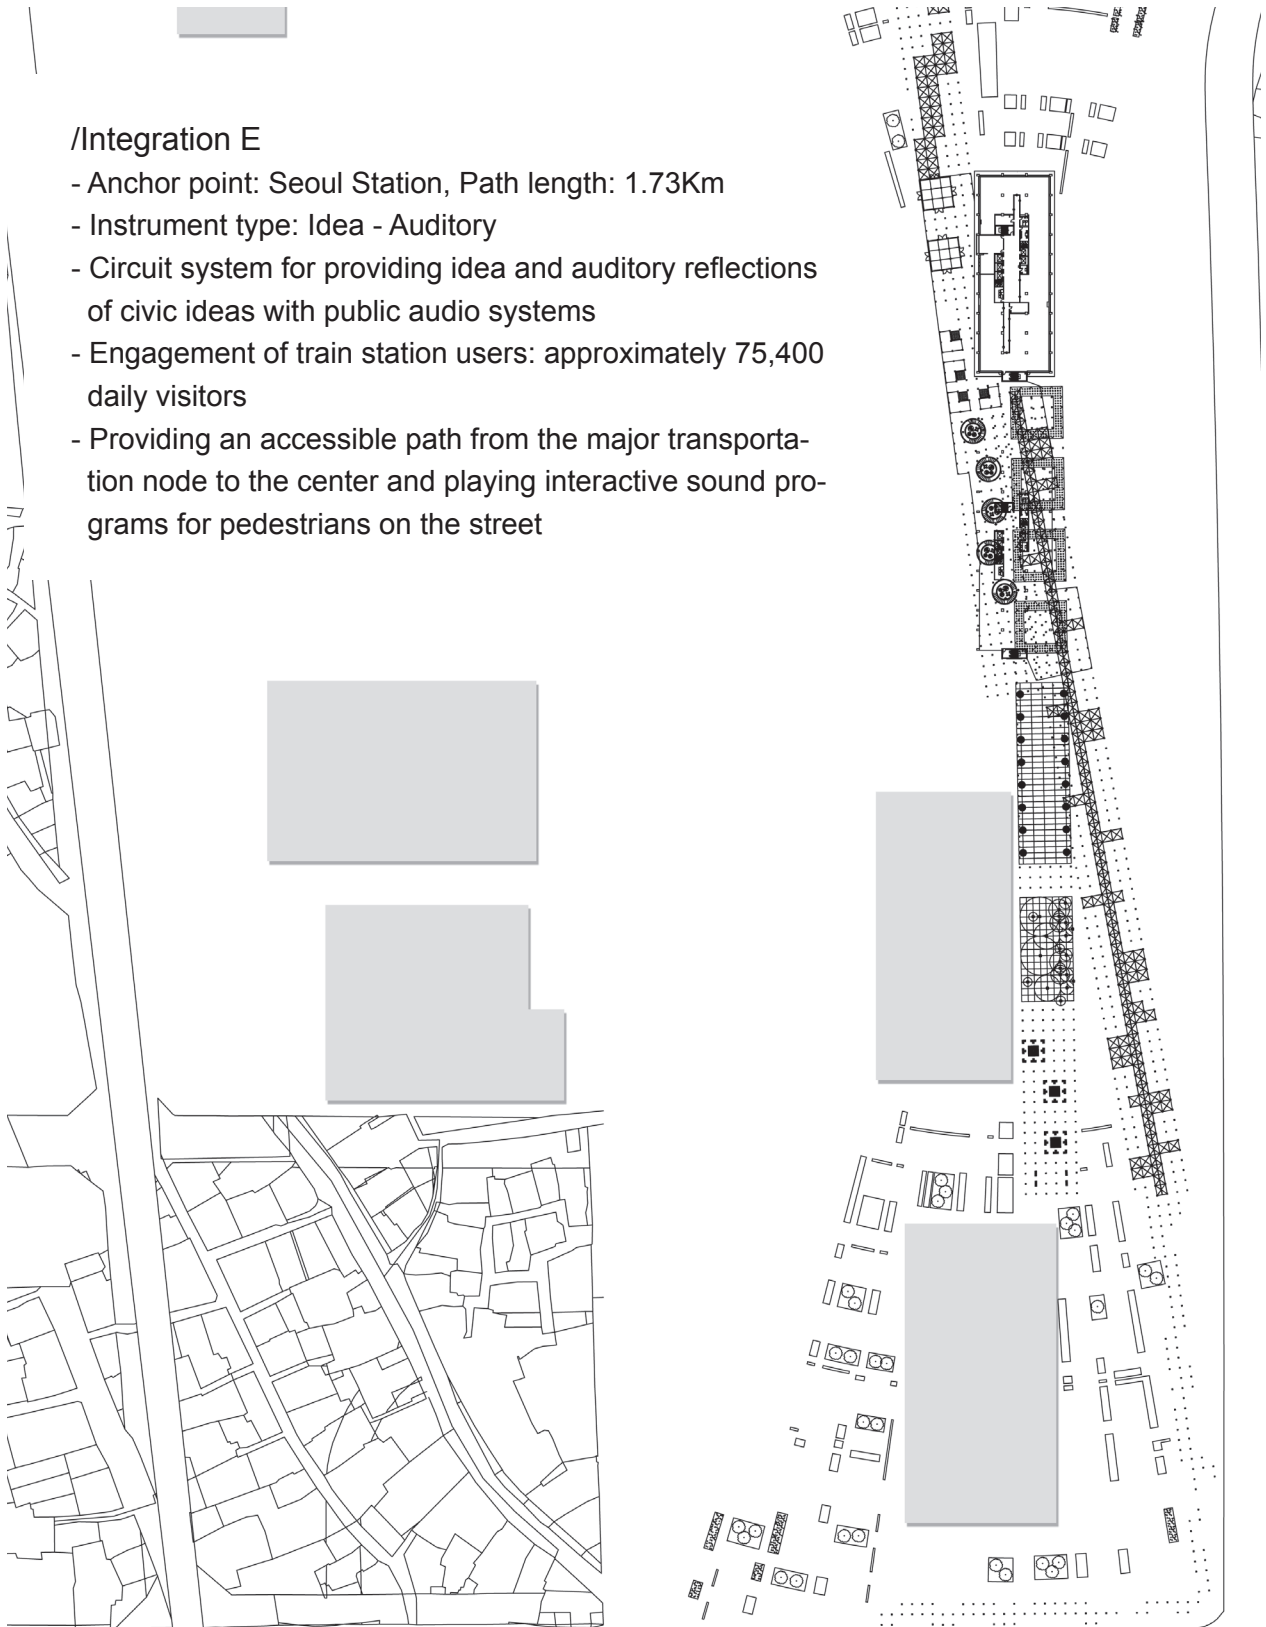 /Integration E
- Anchor point: Seoul Station, Path length: 1.73Km
- Instrument type: Idea - Auditory
- Circuit system for providing idea and auditory reflections
of civic ideas with public audio systems
- Engagement of train station users: approximately 75,400
daily visitors
- Providing an accessible path from the major transporta-
tion node to the center and playing interactive sound pro-
grams for pedestrians on the street